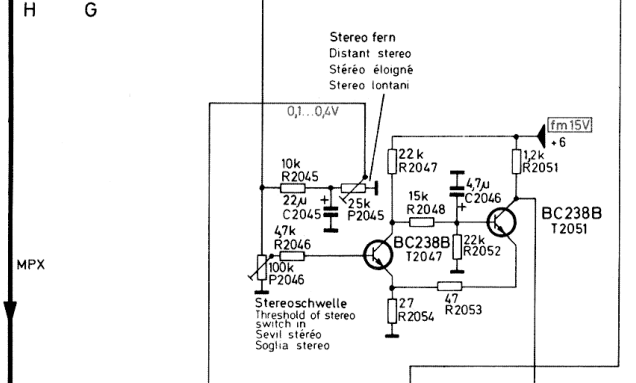 H G
Stereo fern
Distant stereo
Stéréo éloigné
Stereo lontani
0,1...0,4V
fm 15V
+6
10k
R2045
22µ
C2045
+
25k
P2045
22k
R2047
15k
R2048
4,7µ
C2046
+
1,2k
R2051
BC238B
T2051
4,7k
R2046
100k
P2046
BC238B
T2047
22k
R2052
MPX
Stereoschwelle
Threshold of stereo
switch in
Sevil stéréo
Soglia stereo
27
R2054
47
R2053